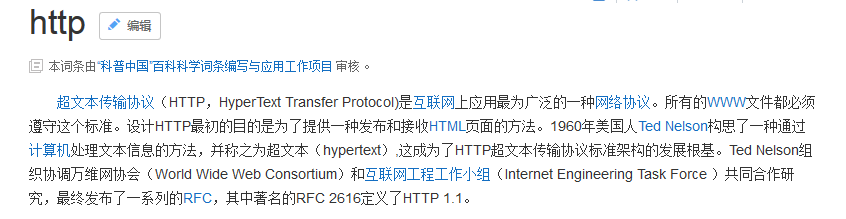 http 编辑
本词条由“科普中国”百科科学词条编写与应用工作项目 审核 。
超文本传输协议（HTTP，HyperText Transfer Protocol)是互联网上应用最为广泛的一种网络协议。所有的WWW文件都必须
遵守这个标准。设计HTTP最初的目的是为了提供一种发布和接收HTML页面的方法。1960年美国人Ted Nelson构思了一种通过
计算机处理文本信息的方法，并称之为超文本（hypertext）,这成为了HTTP超文本传输协议标准架构的发展根基。Ted Nelson组
织协调万维网协会（World Wide Web Consortium）和互联网工程工作小组（Internet Engineering Task Force ）共同合作研
究，最终发布了一系列的RFC，其中著名的RFC 2616定义了HTTP 1.1。